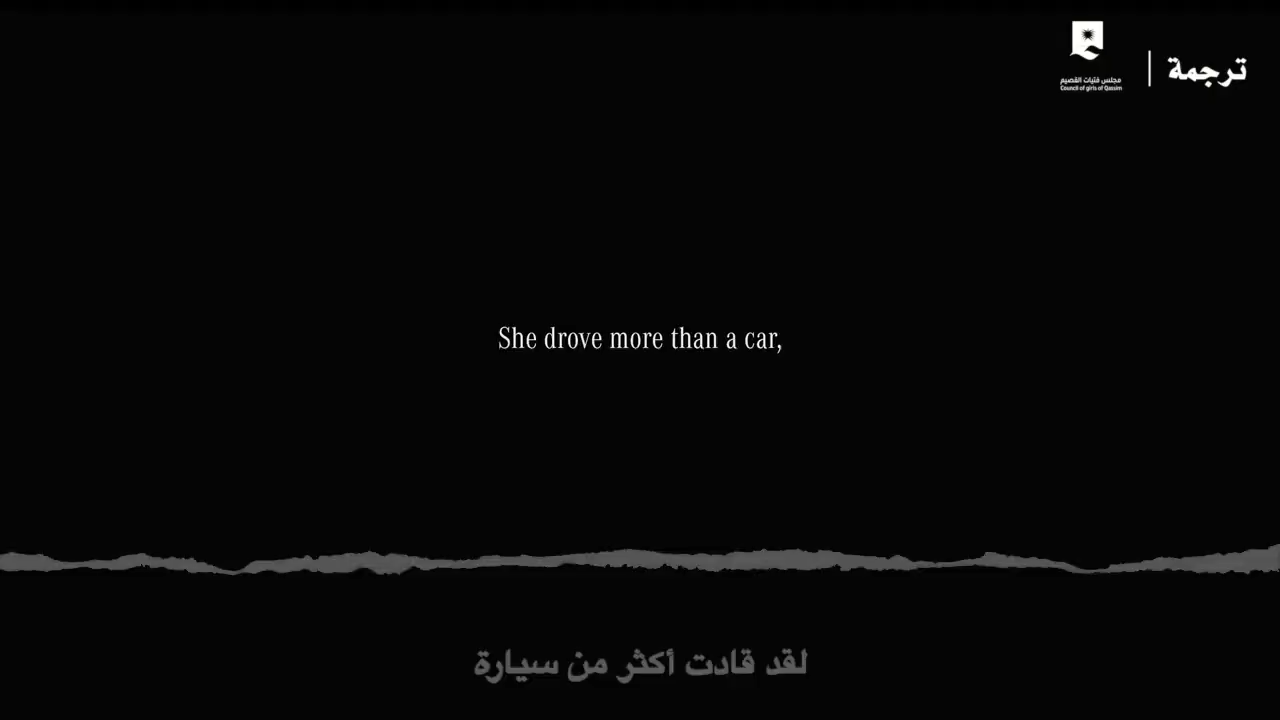 ترجمة
مجلس فتيات القصيم
Council of girls of Qassim
She drove more than a car,
لقد قادت أكثر من سيارة